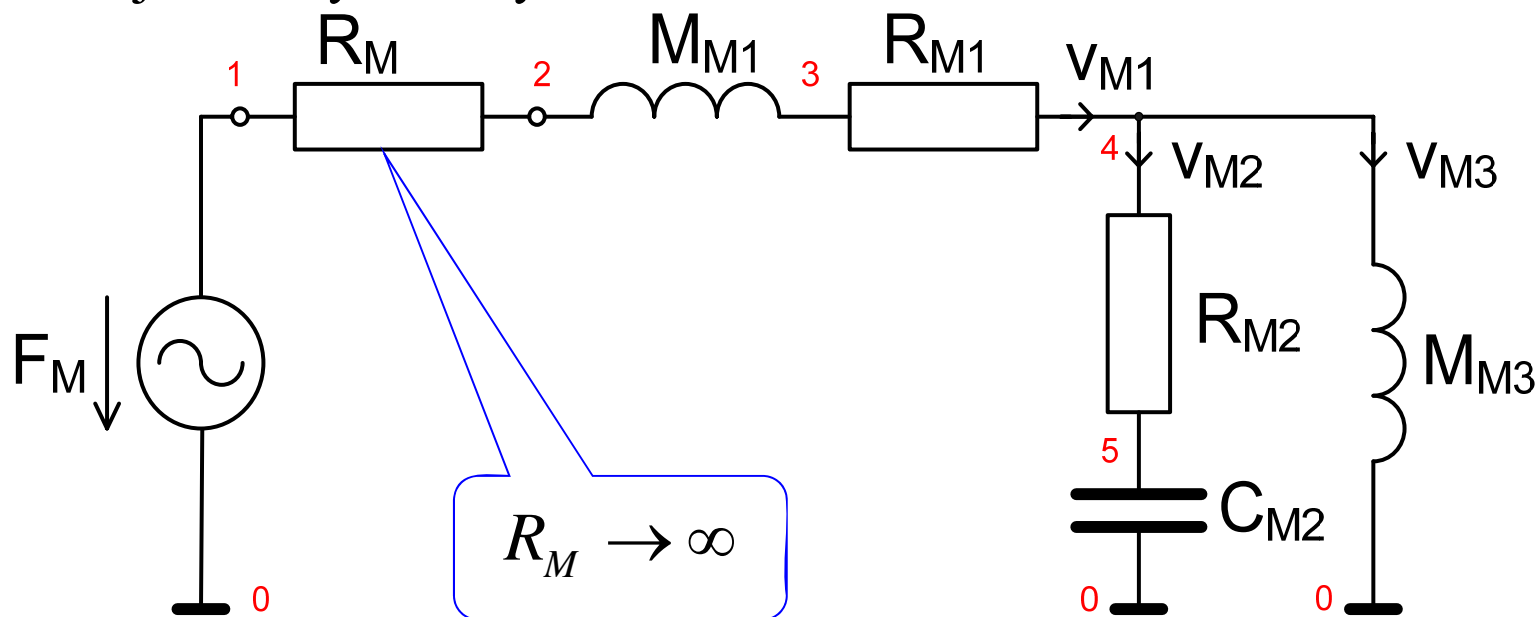 R_M
M_M1
R_M1
v_M1
1
2
3
4
v_M2
v_M3
F_M
R_M2
M_M3
5
C_M2
R_M → ∞
0
0
0